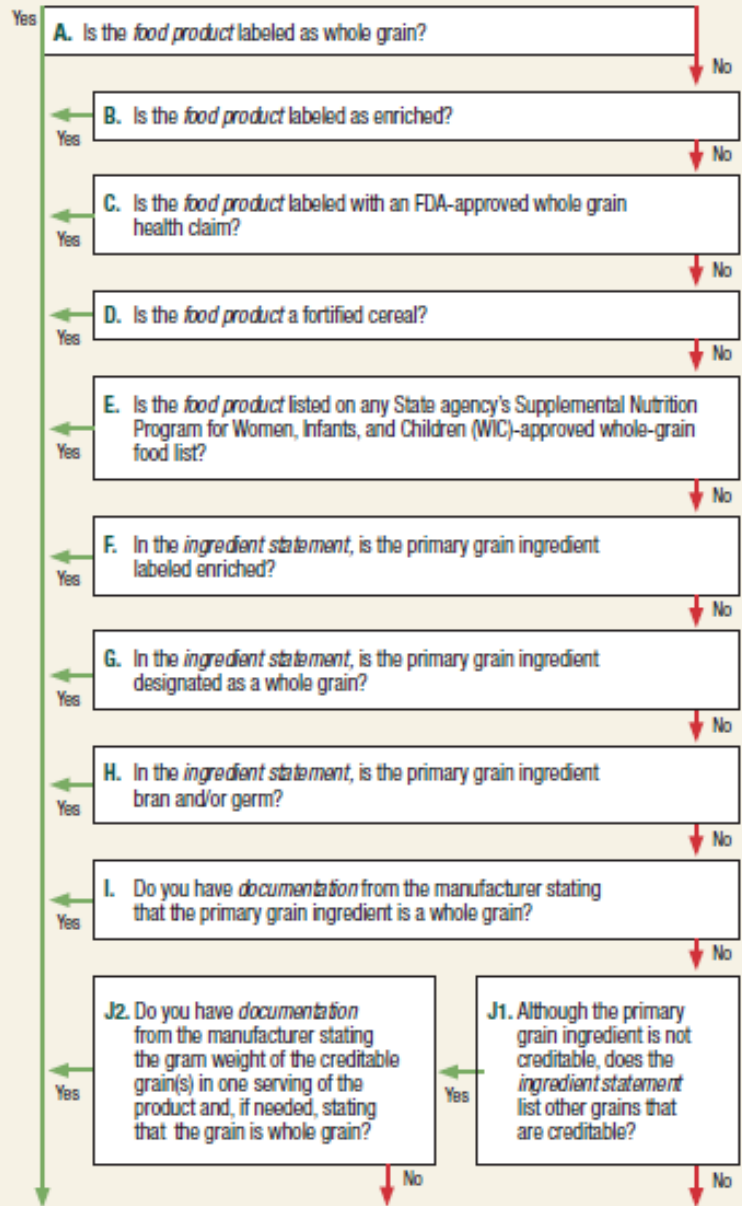 Yes
A. Is the food product labeled as whole grain?
No
B. Is the food product labeled as enriched?
Yes
No
C. Is the food product labeled with an FDA-approved whole grain
health claim?
Yes
No
D. Is the food product a fortified cereal?
Yes
No
E. Is the food product listed on any State agency's Supplemental Nutrition
Program for Women, Infants, and Children (WIC)-approved whole-grain
food list?
Yes
No
F. In the ingredient statement, is the primary grain ingredient
labeled enriched?
Yes
No
G. In the ingredient statement, is the primary grain ingredient
designated as a whole grain?
Yes
No
H. In the ingredient statement, is the primary grain ingredient
bran and/or germ?
Yes
No
I. Do you have documentation from the manufacturer stating
that the primary grain ingredient is a whole grain?
Yes
No
J2. Do you have documentation
from the manufacturer stating
the gram weight of the creditable
grain(s) in one serving of the
product and, if needed, stating
that the grain is whole grain?
Yes
No
J1. Although the primary
grain ingredient is not
creditable, does the
ingredient statement
list other grains that
are creditable?
Yes
No